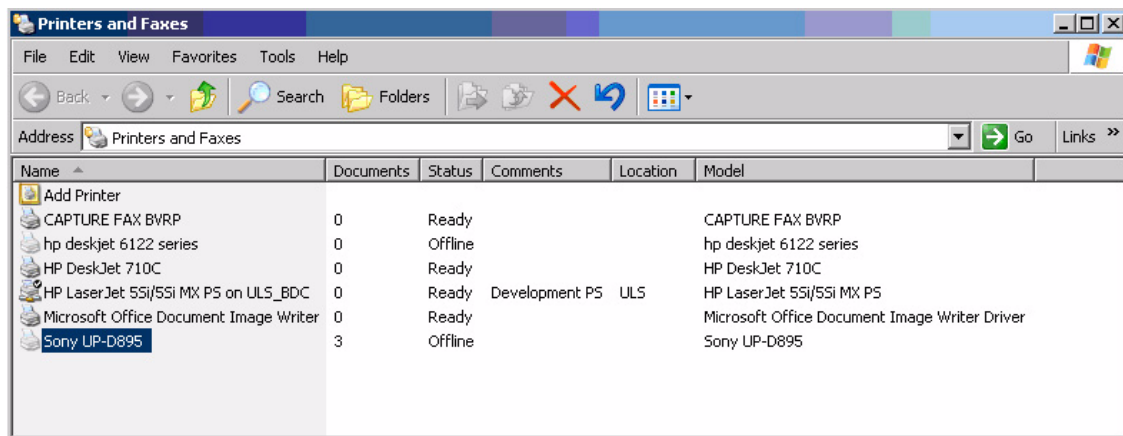 Printers and Faxes
File Edit View Favorites Tools Help
Back Search Folders
Address Printers and Faxes Go Links »
Name Documents Status Comments Location Model
Add Printer
CAPTURE FAX BVRP 0 Ready CAPTURE FAX BVRP
hp deskjet 6122 series 0 Offline hp deskjet 6122 series
HP DeskJet 710C 0 Ready HP DeskJet 710C
HP LaserJet 5Si/5Si MX PS on ULS_BDC 0 Ready Development PS ULS HP LaserJet 5Si/5Si MX PS
Microsoft Office Document Image Writer 0 Ready Microsoft Office Document Image Writer Driver
Sony UP-D895 3 Offline Sony UP-D895